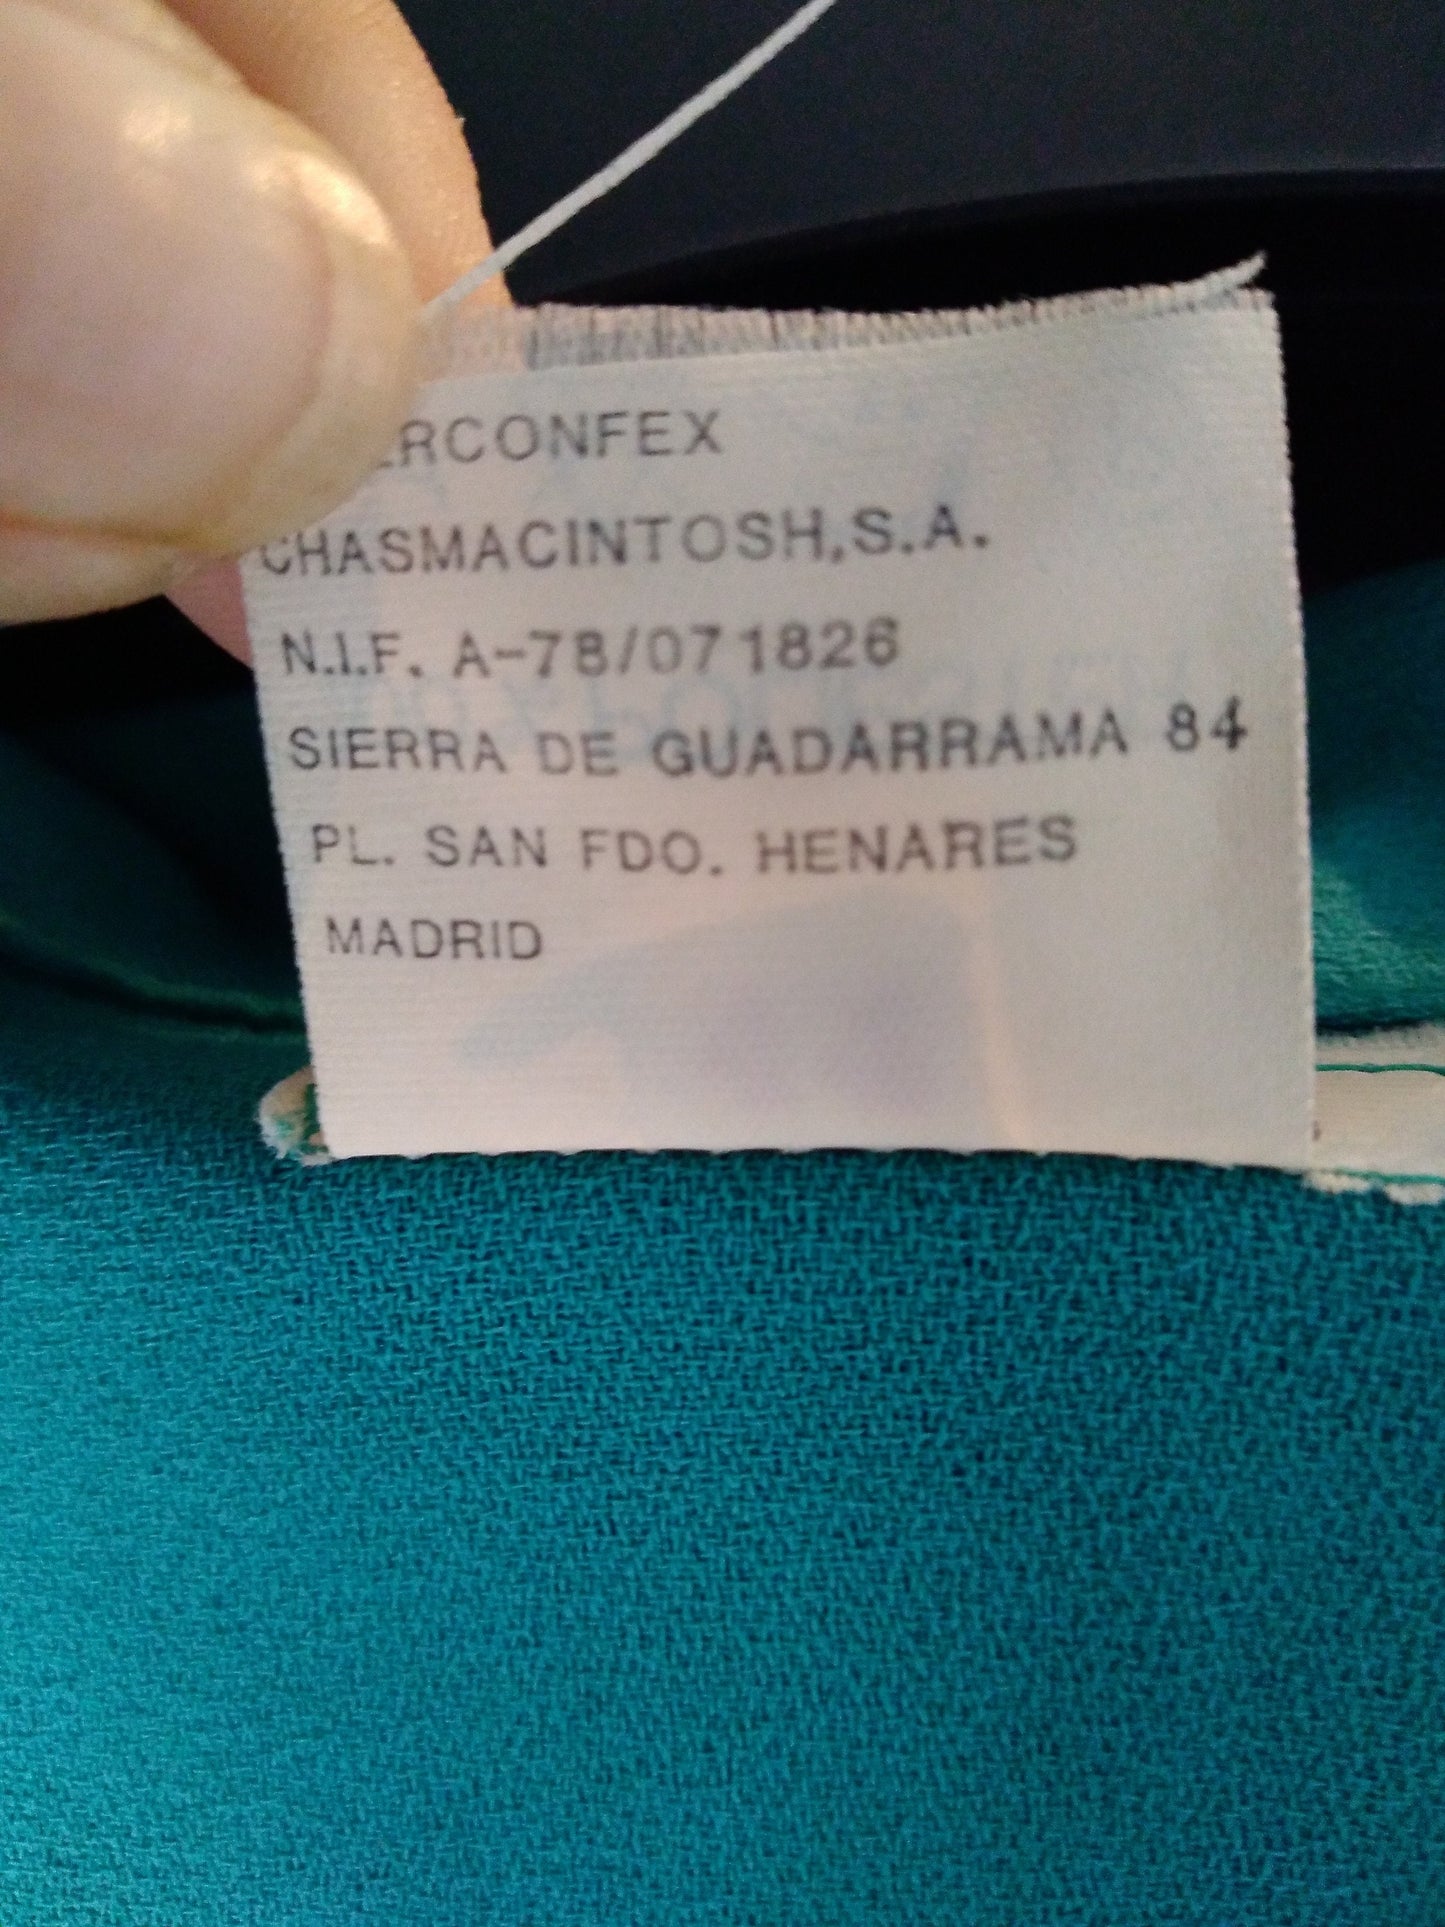 ERCONFEX
CHASMACINTOSH,S.A.
N.I.F. A-78/071826
SIERRA DE GUADARRAMA 84
PL. SAN FDO. HENARES
MADRID